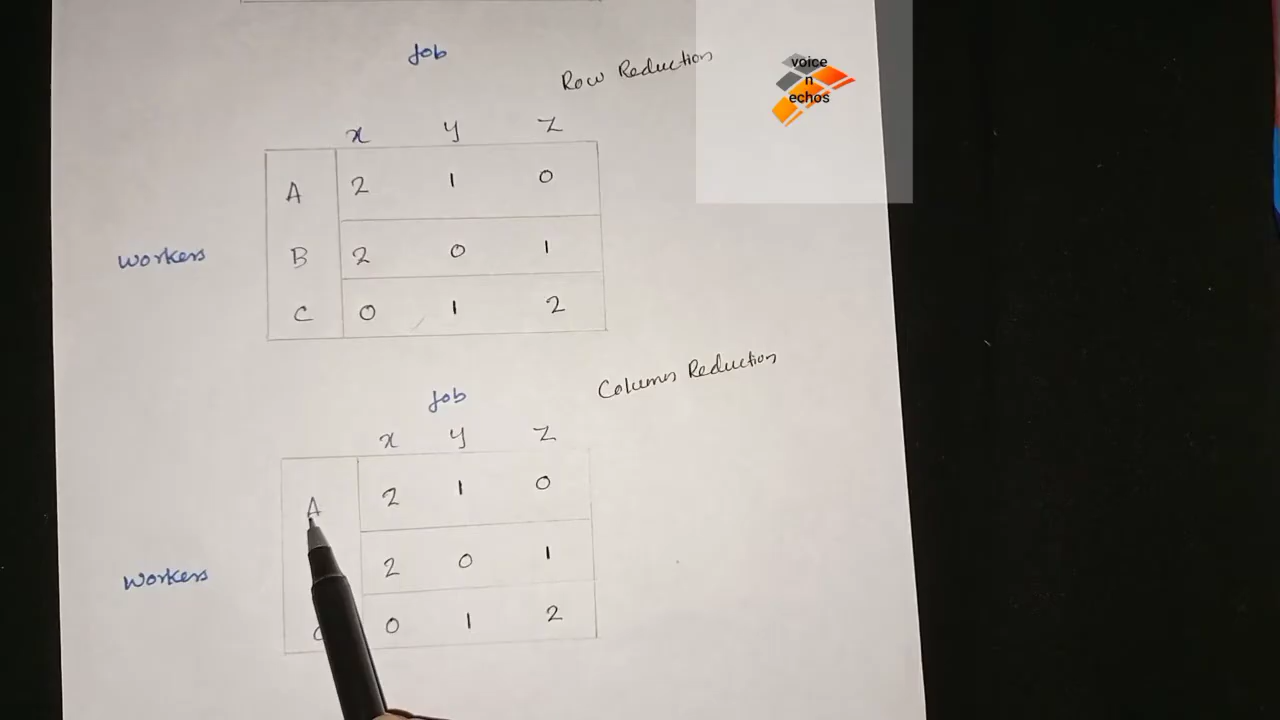 Job
Row Reduction
voice
n
echos
x y z
A 2 1 0
Workers B 2 0 1
C 0 1 2
Column Reduction
Job
x y z
A 2 1 0
Workers 2 0 1
0 1 2